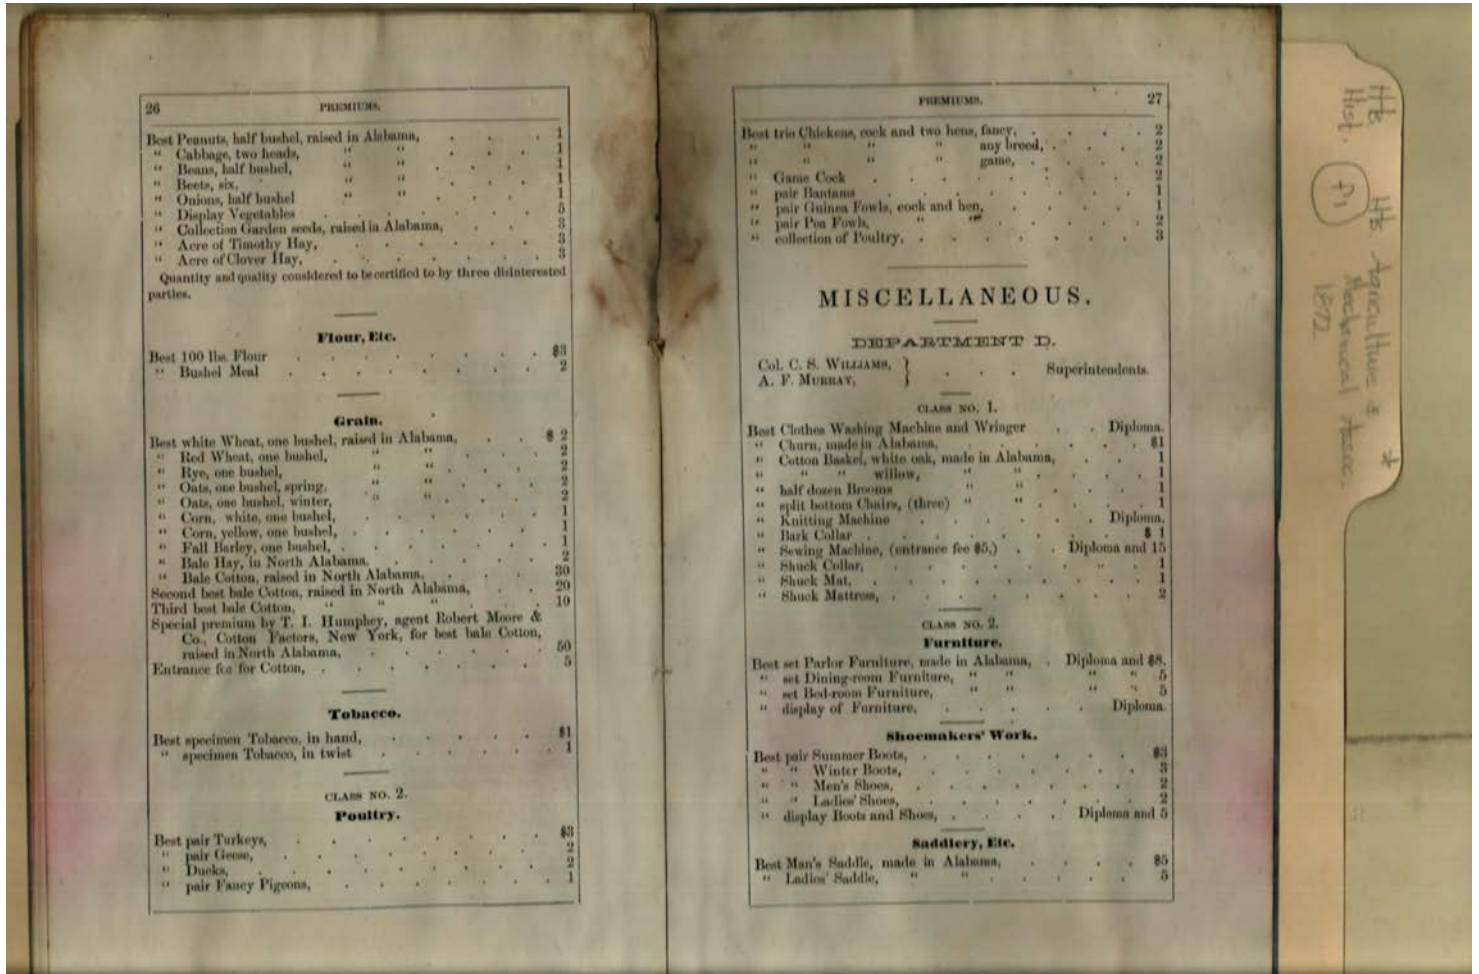 26 PREMIUMS.
Best Peanuts, half bushel, raised in Alabama, . . . 1
“ Cabbage, two heads, “ “ . . . 1
“ Beans, half bushel, “ “ . . . 1
“ Beets, six, “ “ . . . 1
“ Onions, half bushel “ “ . . . 1
“ Display Vegetables . . . . . . 5
“ Collection Garden seeds, raised in Alabama, . . 3
“ Acre of Timothy Hay, . . . . . . 3
“ Acre of Clover Hay, . . . . . . 3
Quantity and quality considered to be certified to by three disinterested
parties.
Flour, Etc.
Best 100 lbs. Flour . . . . . . $3
“ Bushel Meal . . . . . . 2
Grain.
Best white Wheat, one bushel, raised in Alabama, . . $ 2
“ Red Wheat, one bushel, “ “ . . . 2
“ Rye, one bushel, “ “ . . . 2
“ Oats, one bushel, spring, “ “ . . . 2
“ Oats, one bushel, winter, “ “ . . . 2
“ Corn, white, one bushel, . . . . . 1
“ Corn, yellow, one bushel, . . . . . 1
“ Fall Barley, one bushel, . . . . . . 1
“ Bale Hay, in North Alabama, . . . . 2
“ Bale Cotton, raised in North Alabama, . . . 30
Second best bale Cotton, raised in North Alabama, . . 20
Third best bale Cotton, “ “ “ . . . 10
Special premium by T. I. Humphey, agent Robert Moore &
Co., Cotton Factors, New York, for best bale Cotton,
raised in North Alabama, . . . . . 50
Entrance fee for Cotton, . . . . . . 5
Tobacco.
Best specimen Tobacco, in hand, . . . . . $1
“ specimen Tobacco, in twist . . . . . 1
CLASS NO. 2.
Poultry.
Best pair Turkeys, . . . . . . $3
“ pair Geese, . . . . . . 2
“ Ducks, . . . . . . . 2
“ pair Fancy Pigeons, . . . . . . 1
PREMIUMS. 27
Best trio Chickens, cock and two hens, fancy, . . . . 2
“ “ “ “ any breed, . . . 2
“ “ “ “ game, . . . . 2
“ Game Cock . . . . . . 2
“ pair Bantams . . . . . . 1
“ pair Guinea Fowls, cock and hen, . . . . 1
“ pair Pea Fowls, “ “ . . . . 2
“ collection of Poultry, . . . . . . 3
MISCELLANEOUS.
DEPARTMENT D.
Col. C. S. WILLIAMS, } . . . Superintendents.
A. F. MURRAY,
CLASS NO. 1.
Best Clothes Washing Machine and Wringer . . Diploma.
“ Churn, made in Alabama, . . . . . $1
“ Cotton Basket, white oak, made in Alabama, . . 1
“ “ “ willow, “ “ . . 1
“ half dozen Brooms “ “ . . 1
“ split bottom Chairs, (three) “ “ . . 1
“ Knitting Machine . . . . . Diploma.
“ Bark Collar . . . . . . $ 1
“ Sewing Machine, (entrance fee $5,) . . Diploma and 15
“ Shuck Collar, . . . . . . 1
“ Shuck Mat, . . . . . . . 1
“ Shuck Mattress, . . . . . . . 2
CLASS NO. 2.
Furniture.
Best set Parlor Furniture, made in Alabama, . Diploma and $8.
“ set Dining-room Furniture, “ “ “ “ 5
“ set Bed-room Furniture, “ “ “ “ 5
“ display of Furniture, . . . . . Diploma.
Shoemakers' Work.
Best pair Summer Boots, . . . . . . $3
“ “ Winter Boots, . . . . . . 3
“ “ Men's Shoes, . . . . . . 2
“ “ Ladies' Shoes, . . . . . . 2
“ display Boots and Shoes, . . . . Diploma and 5
Saddlery, Etc.
Best Man's Saddle, made in Alabama, . . . . $5
“ Ladies' Saddle, “ “ . . . . 5
Hb
Hist.
P1
Hb Agriculture &
Mechanical Assoc.
1872
*